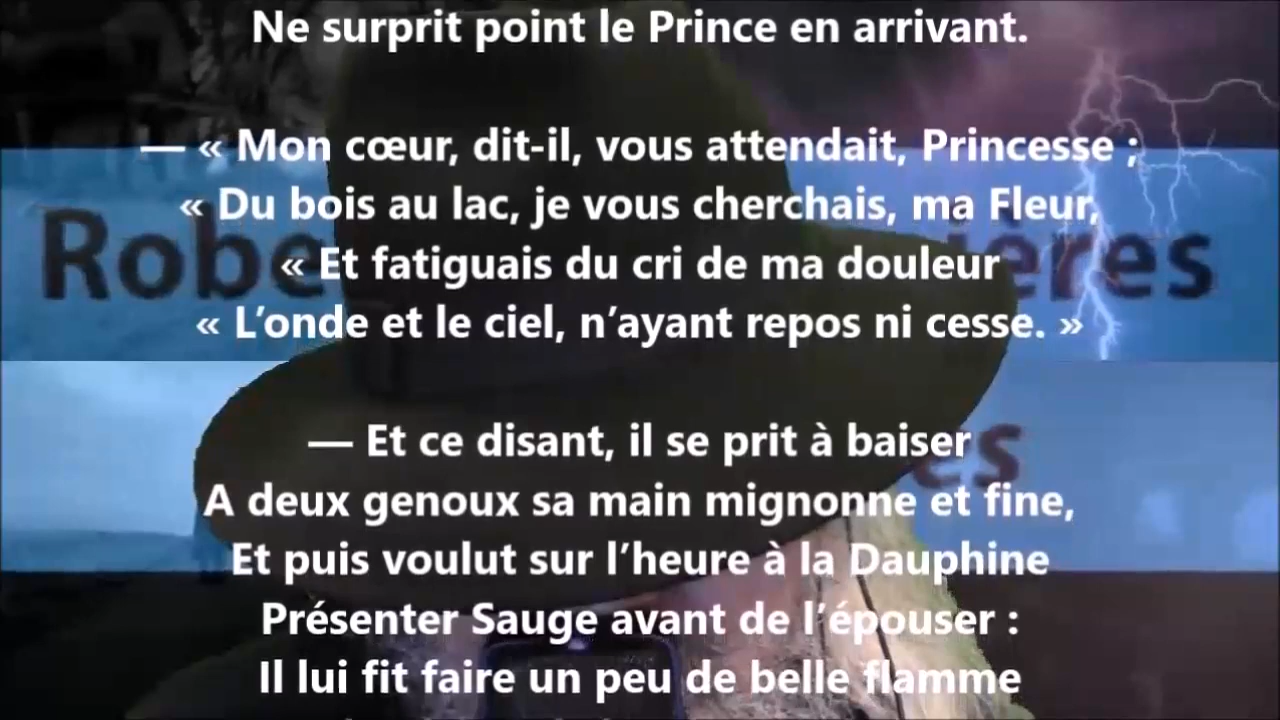 Ne surprit point le Prince en arrivant.
— « Mon cœur, dit-il, vous attendait, Princesse ;
« Du bois au lac, je vous cherchais, ma Fleur,
« Et fatiguais du cri de ma douleur
« L’onde et le ciel, n’ayant repos ni cesse. »
— Et ce disant, il se prit à baiser
A deux genoux sa main mignonne et fine,
Et puis voulut sur l’heure à la Dauphine
Présenter Sauge avant de l’épouser :
Il lui fit faire un peu de belle flamme